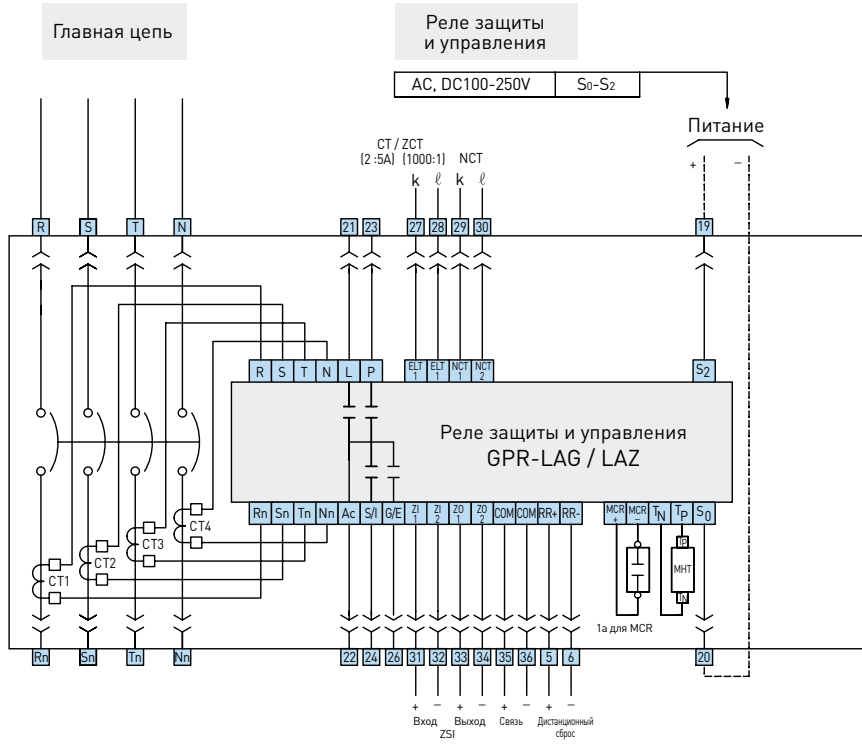 Главная цепь
Реле защиты
и управления
AC, DC100-250V S0-S2
Питание
+ −
CT / ZCT
(2 :5A) (1000:1) NCT
k ℓ k ℓ
R S T N 21 23 27 28 29 30 19
R S T N L P ELT 1 ELT 1 NCT 1 NCT 2 S2
Реле защиты и управления
GPR-LAG / LAZ
Rn Sn Tn Nn Ac S/I G/E ZI 1 ZI 2 ZO 1 ZO 2 COM COM RR+ RR- MCR + MCR − TN TP S0
CT1 CT2 CT3 CT4
TP
МНТ
TN
1a для MCR
Rn Sn Tn Nn 22 24 26 31 32 33 34 35 36 5 6 20
+ − + − + − + −
Вход Выход Связь Дистанционный
ZSI сброс